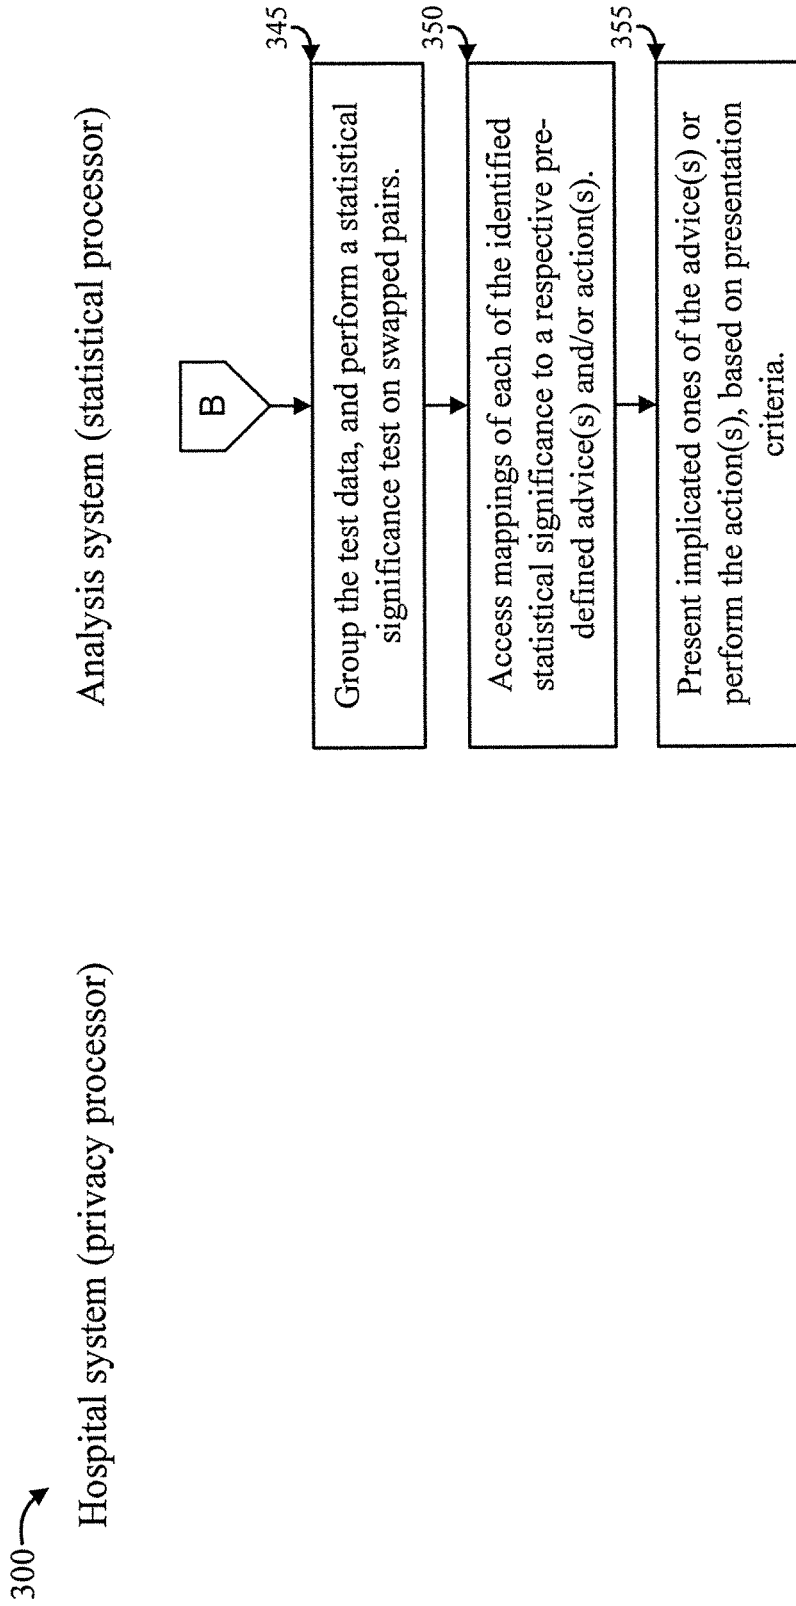 300
Hospital system (privacy processor)
Analysis system (statistical processor)
B
345
Group the test data, and perform a statistical
significance test on swapped pairs.
350
Access mappings of each of the identified
statistical significance to a respective pre-
defined advice(s) and/or action(s).
355
Present implicated ones of the advice(s) or
perform the action(s), based on presentation
criteria.